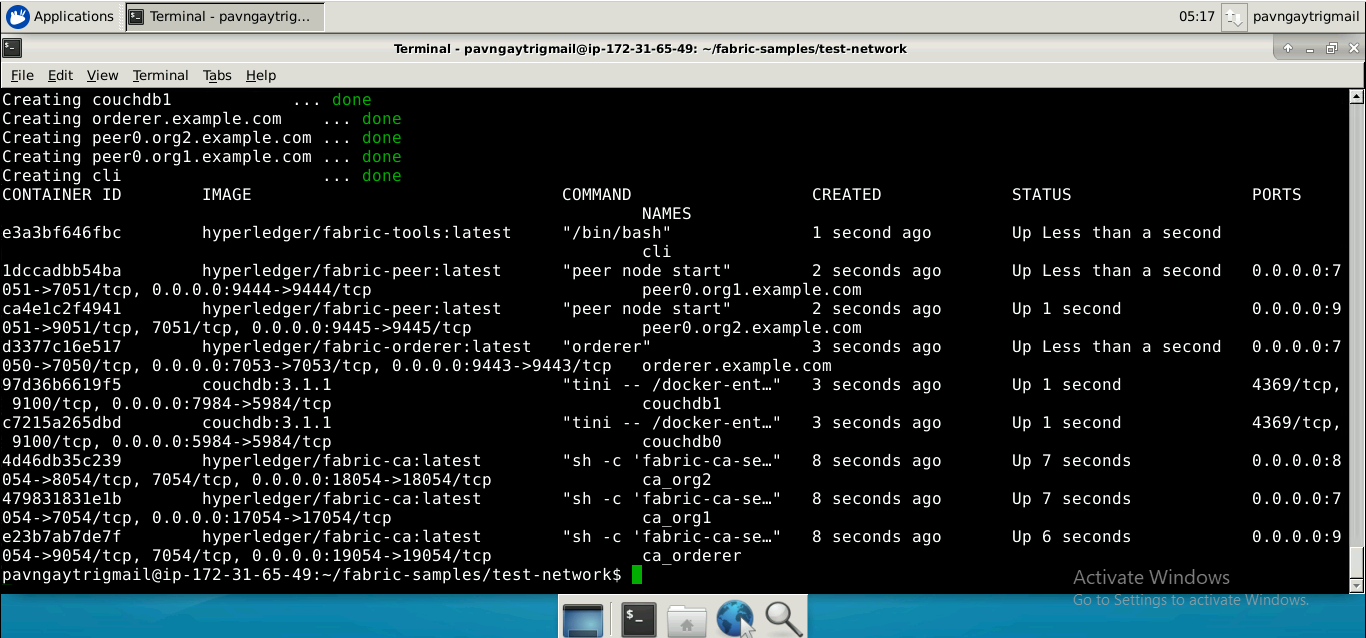 Applications
Terminal - pavngaytrig...
05:17
pavngaytrigmail
Terminal - pavngaytrigmail@ip-172-31-65-49: ~/fabric-samples/test-network
File Edit View Terminal Tabs Help
Creating couchdb1 ... done
Creating orderer.example.com ... done
Creating peer0.org2.example.com ... done
Creating peer0.org1.example.com ... done
Creating cli ... done
CONTAINER ID IMAGE COMMAND CREATED STATUS PORTS
NAMES
e3a3bf646fbc hyperledger/fabric-tools:latest "/bin/bash" 1 second ago Up Less than a second
cli
1dccadbb54ba hyperledger/fabric-peer:latest "peer node start" 2 seconds ago Up Less than a second 0.0.0.0:7
051->7051/tcp, 0.0.0.0:9444->9444/tcp peer0.org1.example.com
ca4e1c2f4941 hyperledger/fabric-peer:latest "peer node start" 2 seconds ago Up 1 second 0.0.0.0:9
051->9051/tcp, 7051/tcp, 0.0.0.0:9445->9445/tcp peer0.org2.example.com
d3377c16e517 hyperledger/fabric-orderer:latest "orderer" 3 seconds ago Up Less than a second 0.0.0.0:7
050->7050/tcp, 0.0.0.0:7053->7053/tcp, 0.0.0.0:9443->9443/tcp orderer.example.com
97d36b6619f5 couchdb:3.1.1 "tini -- /docker-ent…" 3 seconds ago Up 1 second 4369/tcp,
9100/tcp, 0.0.0.0:7984->5984/tcp couchdb1
c7215a265dbd couchdb:3.1.1 "tini -- /docker-ent…" 3 seconds ago Up 1 second 4369/tcp,
9100/tcp, 0.0.0.0:5984->5984/tcp couchdb0
4d46db35c239 hyperledger/fabric-ca:latest "sh -c 'fabric-ca-se…" 8 seconds ago Up 7 seconds 0.0.0.0:8
054->8054/tcp, 7054/tcp, 0.0.0.0:18054->18054/tcp ca_org2
479831831e1b hyperledger/fabric-ca:latest "sh -c 'fabric-ca-se…" 8 seconds ago Up 7 seconds 0.0.0.0:7
054->7054/tcp, 0.0.0.0:17054->17054/tcp ca_org1
e23b7ab7de7f hyperledger/fabric-ca:latest "sh -c 'fabric-ca-se…" 8 seconds ago Up 6 seconds 0.0.0.0:9
054->9054/tcp, 7054/tcp, 0.0.0.0:19054->19054/tcp ca_orderer
pavngaytrigmail@ip-172-31-65-49:~/fabric-samples/test-network$
Activate Windows
Go to Settings to activate Windows.